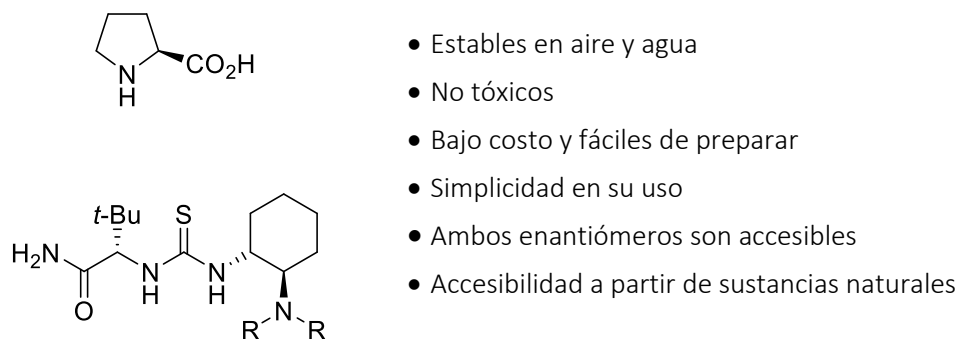 N
H
CO2H
• Estables en aire y agua
• No tóxicos
• Bajo costo y fáciles de preparar
• Simplicidad en su uso
• Ambos enantiómeros son accesibles
• Accesibilidad a partir de sustancias naturales
t-Bu
S
H2N
O
N
H
N
H
N
R
R